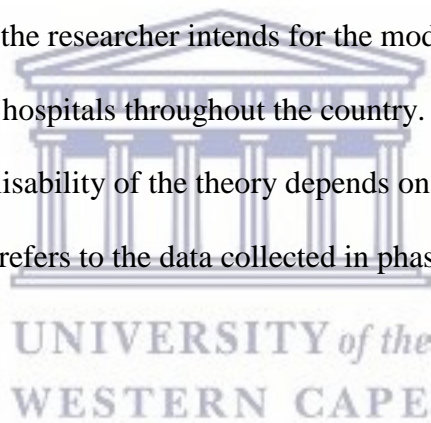 the researcher intends for the mod
hospitals throughout the country.
isability of the theory depends on
refers to the data collected in phas
UNIVERSITY of the
WESTERN CAPE